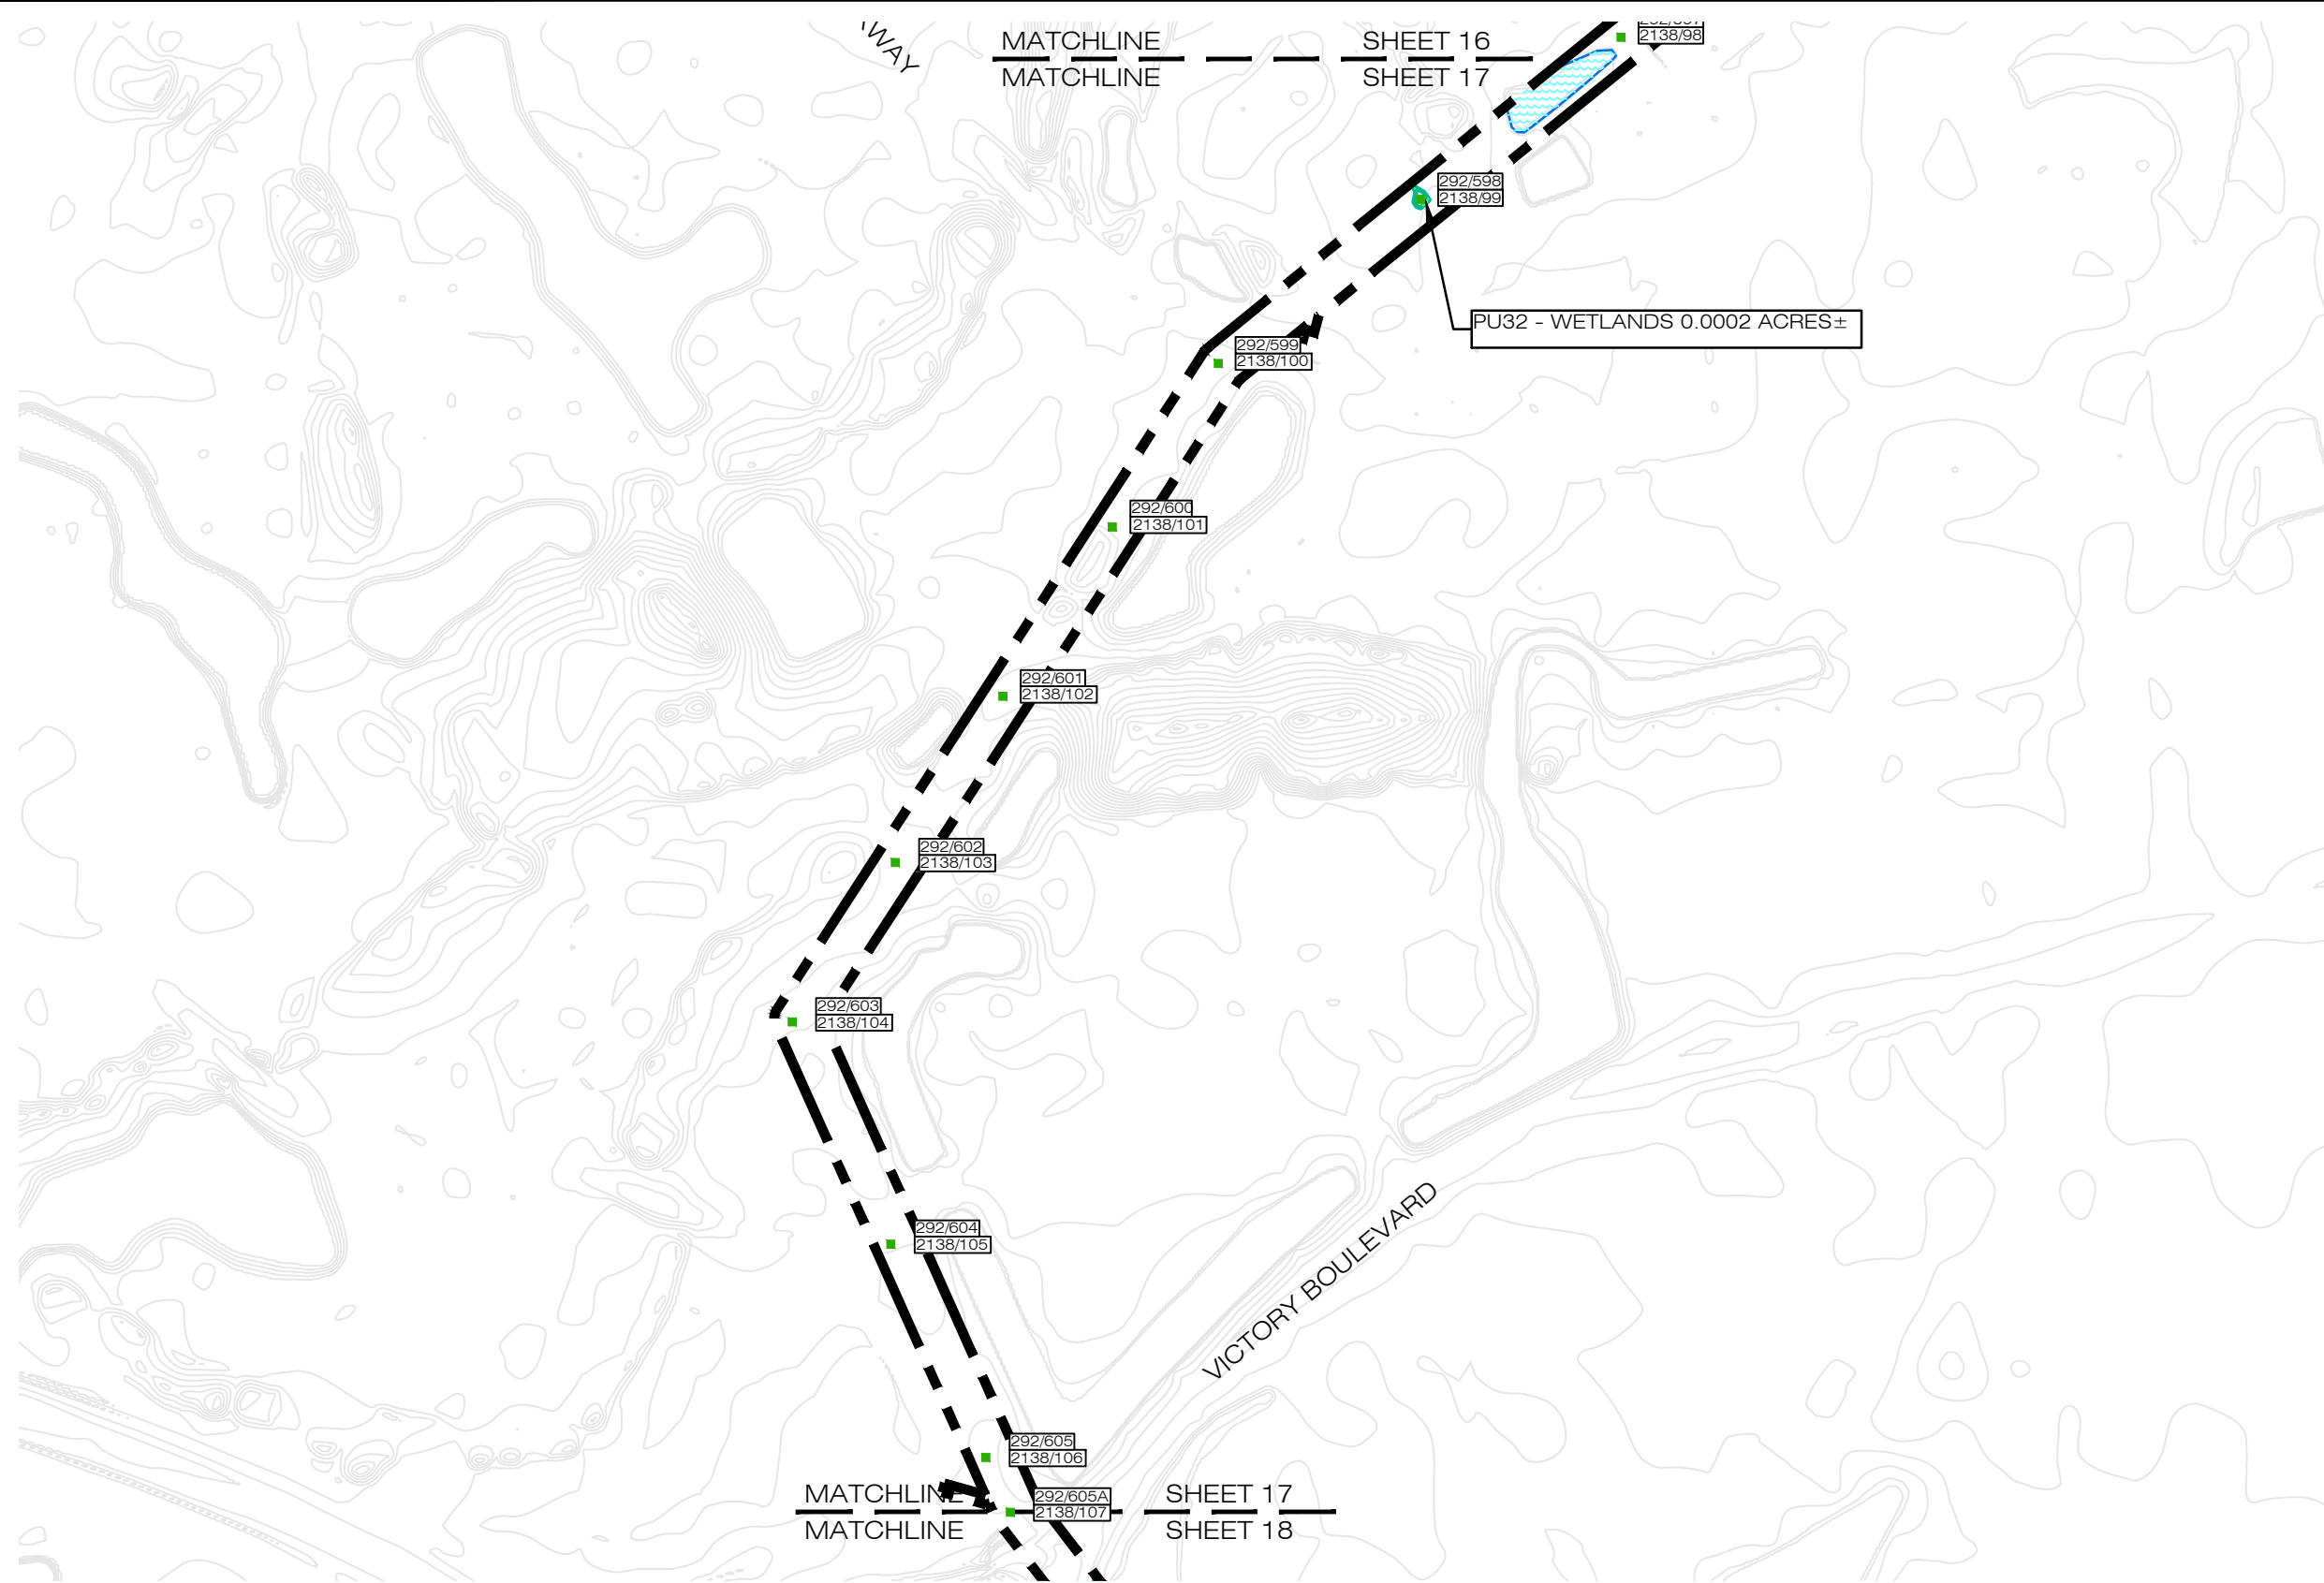 WAY
MATCHLINE SHEET 16
MATCHLINE SHEET 17
2138/98
292/598
2138/99
PU32 - WETLANDS 0.0002 ACRES±
292/599
2138/100
292/600
2138/101
292/601
2138/102
292/602
2138/103
292/603
2138/104
292/604
2138/105
VICTORY BOULEVARD
292/605
2138/106
292/605A
2138/107
MATCHLINE SHEET 17
MATCHLINE SHEET 18